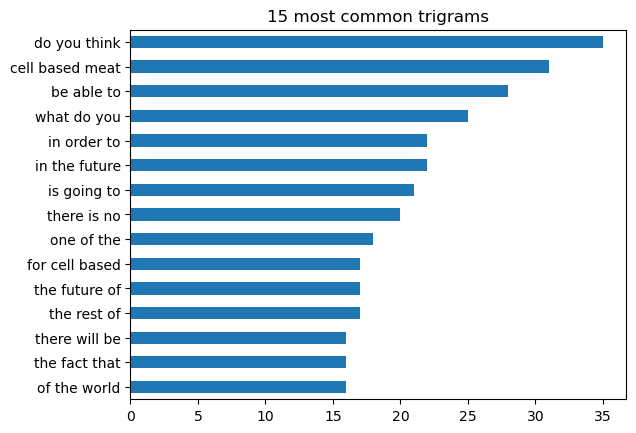 15 most common trigrams
do you think
cell based meat
be able to
what do you
in order to
in the future
is going to
there is no
one of the
for cell based
the future of
the rest of
there will be
the fact that
of the world
0 5 10 15 20 25 30 35